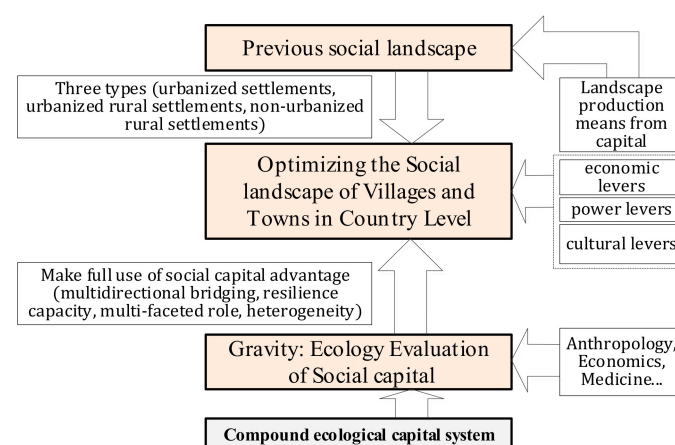 Previous social landscape
Three types (urbanized settlements,
urbanized rural settlements, non-urbanized
rural settlements)
Landscape
production
means from
capital
Optimizing the Social
landscape of Villages and
Towns in Country Level
economic
levers
power levers
cultural levers
Make full use of social capital advantage
(multidirectional bridging, resilience
capacity, multi-faceted role, heterogeneity)
Gravity: Ecology Evaluation
of Social capital
Anthropology,
Economics,
Medicine...
Compound ecological capital system